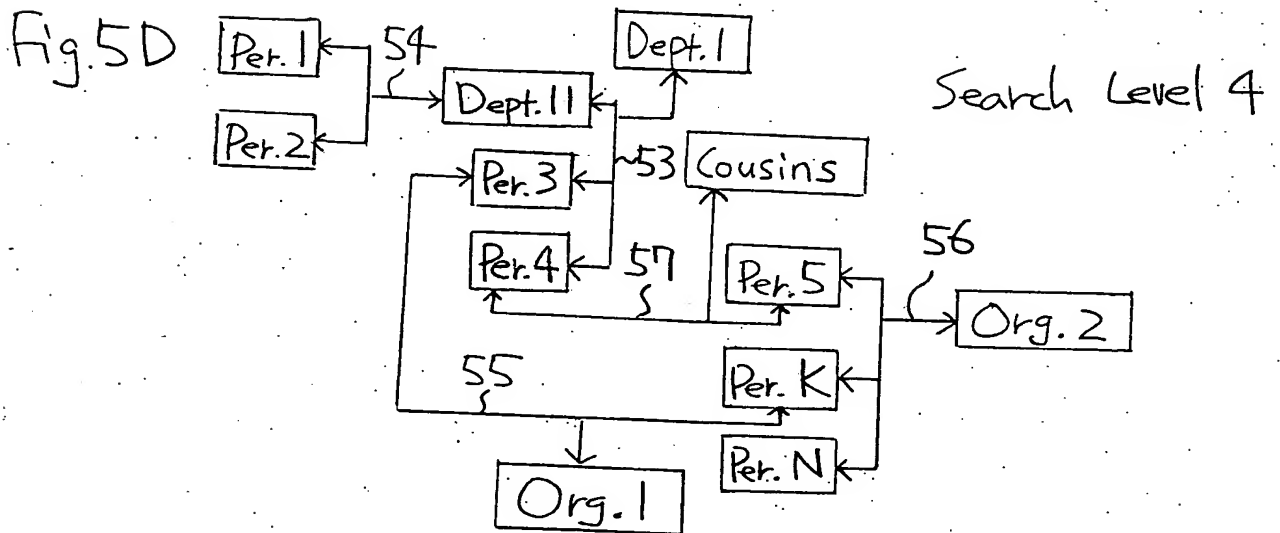 Fig. 5D
Per. 1
54
Dept. 1
Dept. 11
Search Level 4
Per. 2
53
Cousins
Per. 3
Per. 4
57
Per. 5
56
Org. 2
55
Per. K
Per. N
Org. 1